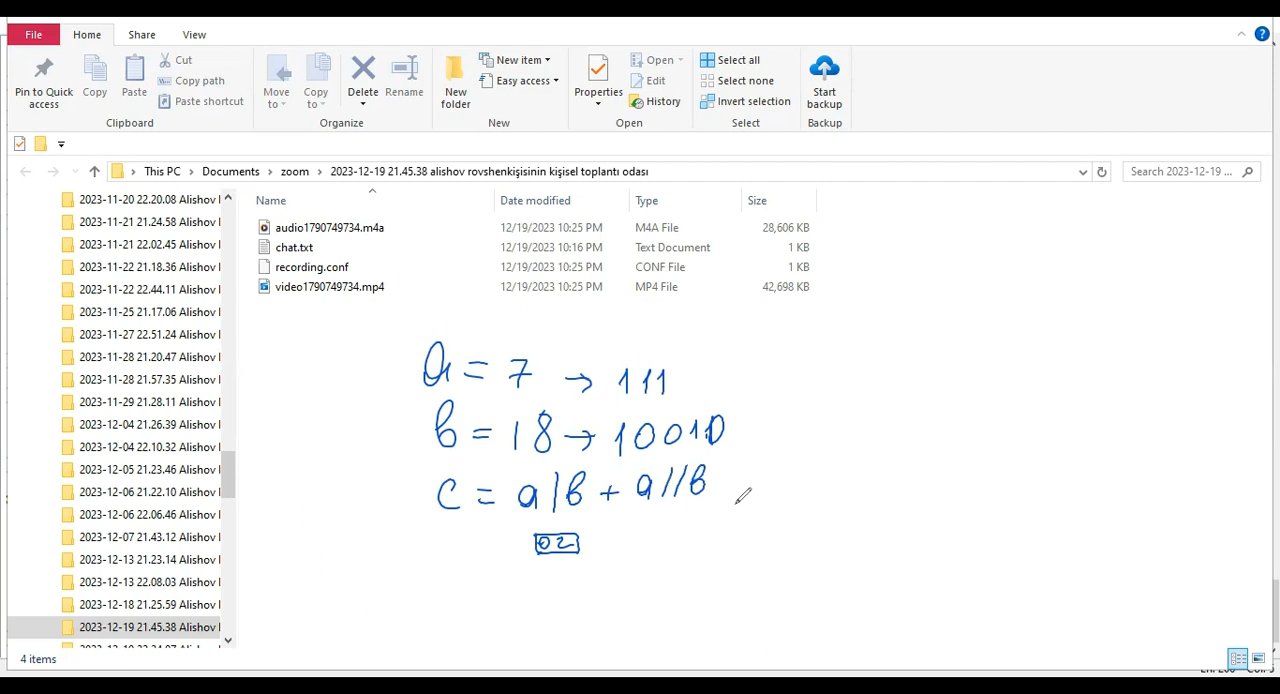 File Home Share View
Pin to Quick access
Copy
Paste
Cut
Copy path
Paste shortcut
Clipboard
Move to
Copy to
Delete
Rename
Organize
New folder
New item
Easy access
New
Properties
Open
Edit
History
Open
Select all
Select none
Invert selection
Select
Start backup
Backup
This PC > Documents > zoom > 2023-12-19 21.45.38 alishov rovshenkişisinin kişisel toplantı odası
Search 2023-12-19 ...
2023-11-20 22.20.08 Alishov
2023-11-21 21.24.58 Alishov
2023-11-21 22.02.45 Alishov
2023-11-22 21.18.36 Alishov
2023-11-22 22.44.11 Alishov
2023-11-25 21.17.06 Alishov
2023-11-27 22.51.24 Alishov
2023-11-28 21.20.47 Alishov
2023-11-28 21.57.35 Alishov
2023-11-29 21.28.11 Alishov
2023-12-04 21.26.39 Alishov
2023-12-04 22.10.32 Alishov
2023-12-05 21.23.46 Alishov
2023-12-06 21.22.10 Alishov
2023-12-06 22.06.46 Alishov
2023-12-07 21.43.12 Alishov
2023-12-13 21.23.14 Alishov
2023-12-13 22.08.03 Alishov
2023-12-18 21.25.59 Alishov
2023-12-19 21.45.38 Alishov
Name Date modified Type Size
audio1790749734.m4a 12/19/2023 10:25 PM M4A File 28,606 KB
chat.txt 12/19/2023 10:16 PM Text Document 1 KB
recording.conf 12/19/2023 10:25 PM CONF File 1 KB
video1790749734.mp4 12/19/2023 10:25 PM MP4 File 42,698 KB
a = 7 → 111
b = 18 → 10010
c = a|b + a//b
02
4 items